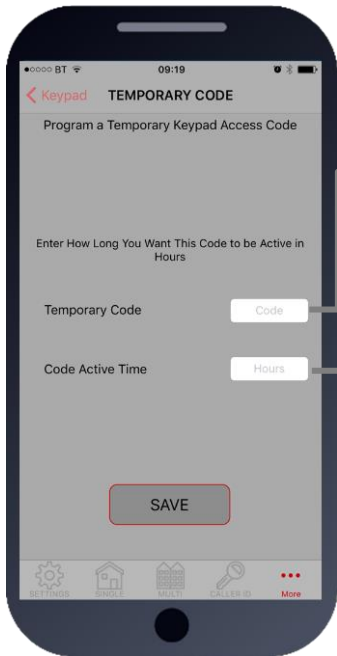 BT 09:19
Keypad TEMPORARY CODE
Program a Temporary Keypad Access Code
Enter How Long You Want This Code to be Active in
Hours
Temporary Code Code
Code Active Time Hours
SAVE
SETTINGS SINGLE MULTI CALLER ID More